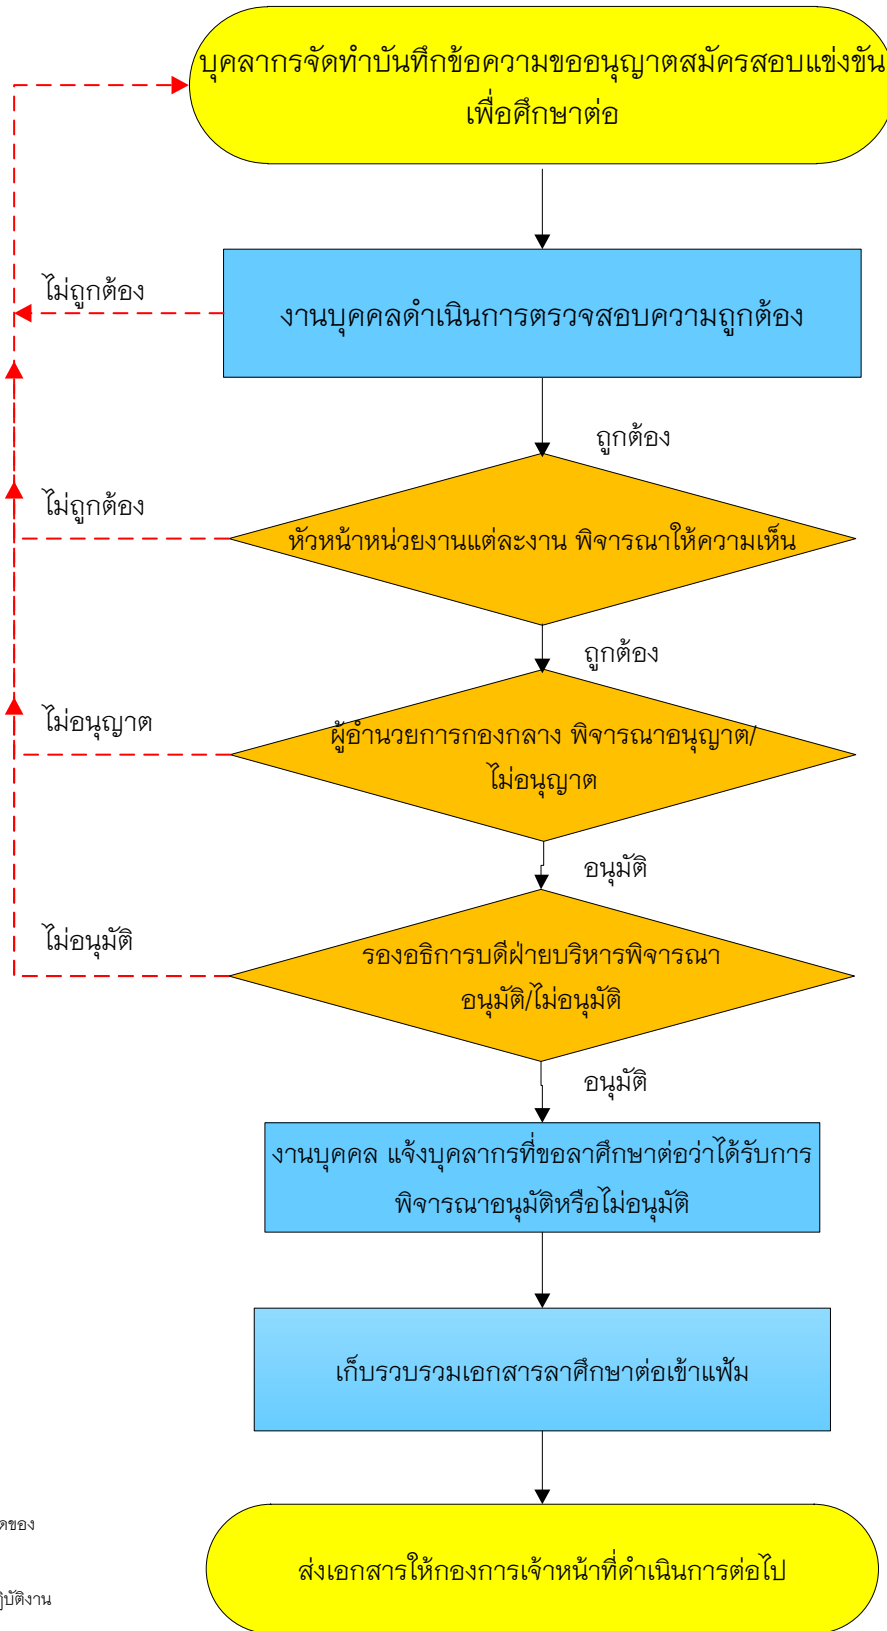 บุคลากรจัดทำบันทึกข้อความขออนุญาตสมัครสอบแข่งขัน
เพื่อศึกษาต่อ
ไม่ถูกต้อง
งานบุคคลดำเนินการตรวจสอบความถูกต้อง
ถูกต้อง
ไม่ถูกต้อง
หัวหน้าหน่วยงานแต่ละงาน พิจารณาให้ความเห็น
ถูกต้อง
ไม่อนุญาต
ผู้อำนวยการกองกลาง พิจารณาอนุญาต/
ไม่อนุญาต
อนุมัติ
ไม่อนุมัติ
รองอธิการบดีฝ่ายบริหารพิจารณา
อนุมัติ/ไม่อนุมัติ
อนุมัติ
งานบุคคล แจ้งบุคลากรที่ขอลาศึกษาต่อว่าได้รับการ
พิจารณาอนุมัติหรือไม่อนุมัติ
เก็บรวบรวมเอกสารลาศึกษาต่อเข้าแฟ้ม
ส่งเอกสารให้กองการเจ้าหน้าที่ดำเนินการต่อไป